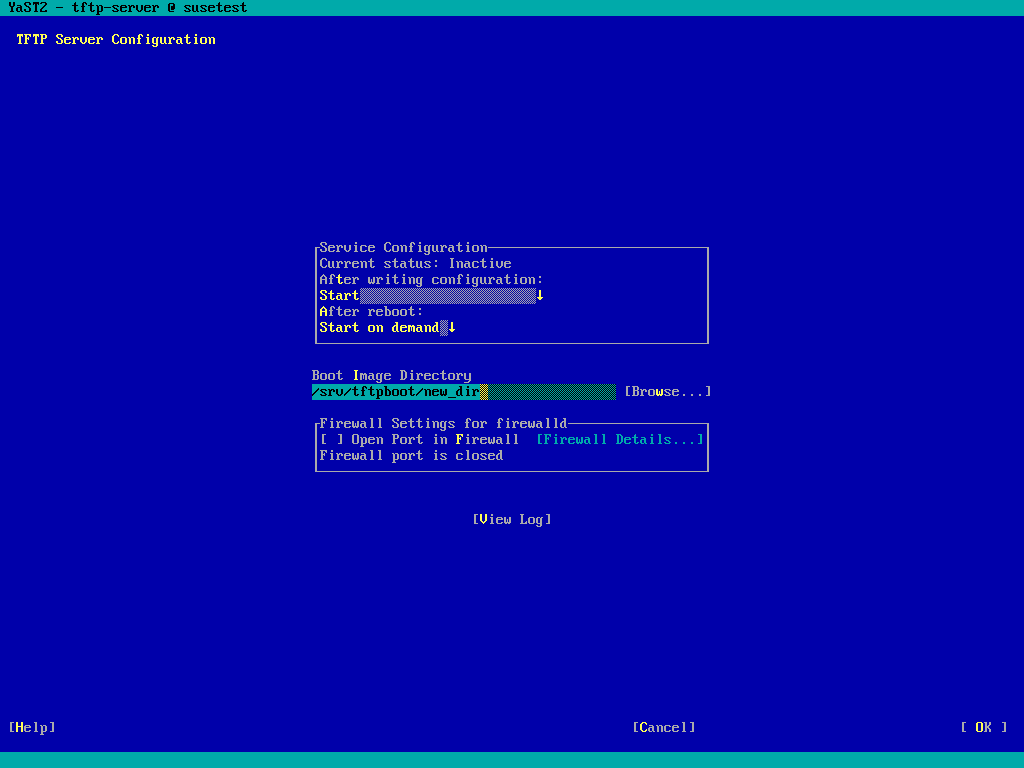 YaST2 - tftp-server @ susetest
TFTP Server Configuration
Service Configuration
Current status: Inactive
After writing configuration:
Start↓
After reboot:
Start on demand↓
Boot Image Directory
/srv/tftpboot/new_dir [Browse...]
Firewall Settings for firewalld
[ ] Open Port in Firewall [Firewall Details...]
Firewall port is closed
[View Log]
[Help] [Cancel] [ OK ]